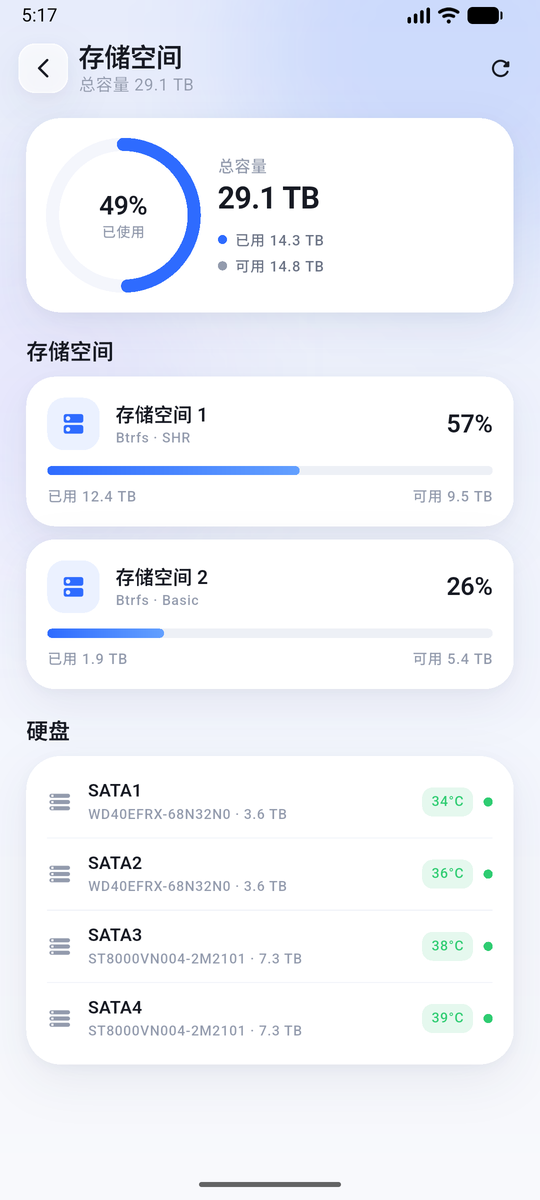 5:17
存储空间
总容量 29.1 TB
49%
已使用
总容量
29.1 TB
已用 14.3 TB
可用 14.8 TB
存储空间
存储空间 1
Btrfs · SHR
57%
已用 12.4 TB
可用 9.5 TB
存储空间 2
Btrfs · Basic
26%
已用 1.9 TB
可用 5.4 TB
硬盘
SATA1
WD40EFRX-68N32N0 · 3.6 TB
34°C
SATA2
WD40EFRX-68N32N0 · 3.6 TB
36°C
SATA3
ST8000VN004-2M2101 · 7.3 TB
38°C
SATA4
ST8000VN004-2M2101 · 7.3 TB
39°C